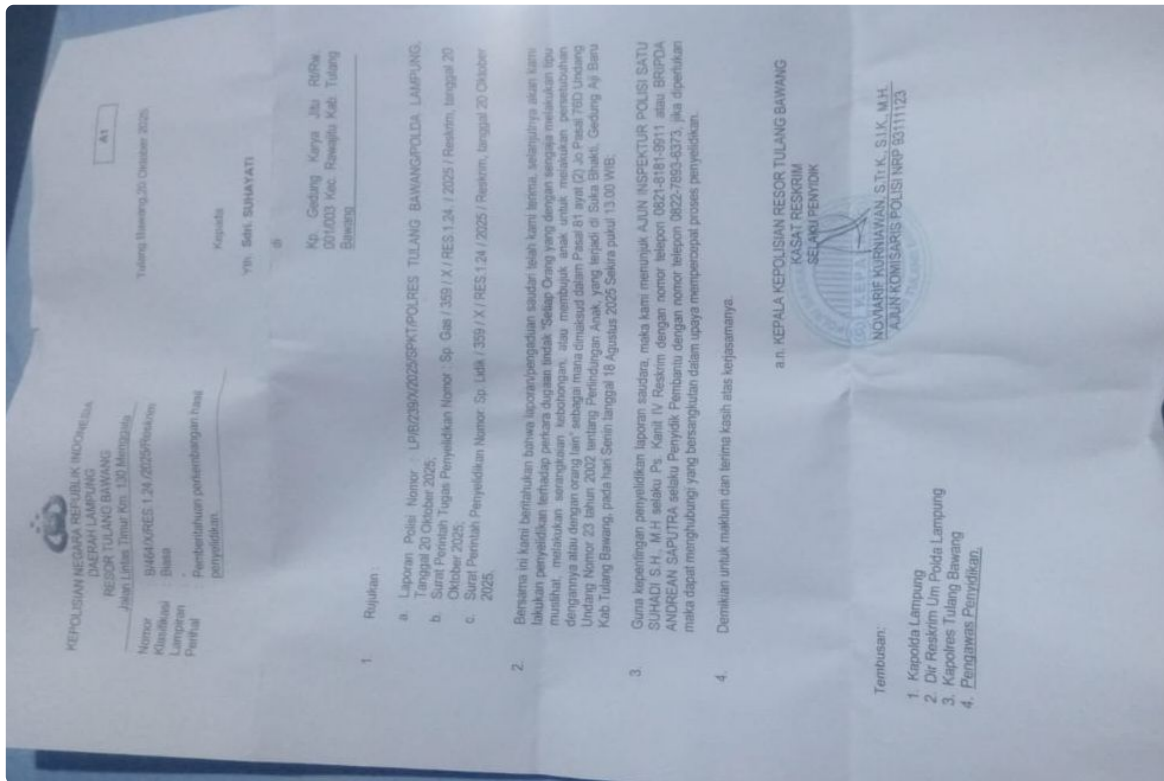 KEPOLISIAN NEGARA REPUBLIK INDONESIA
DAERAH LAMPUNG
RESOR TULANG BAWANG
Jalan Lintas Timur Km. 130 Menggala
A1
Tulang Bawang,20 Oktober 2025
Nomor : B/464/X/RES 1.24 /2025/Reskrim
Klasifikasi : Biasa
Lampiran : -
Perihal : Pemberitahuan perkembangan hasil
penyelidikan.
Kepada
Yth. Sdri. SUHAYATI
di
Kp. Gedung Karya Jitu Rt/Rw.
001/003 Kec. Rawajitu Kab Tulang
Bawang
1. Rujukan :
a. Laporan Polisi Nomor : LP/B/239/X/2025/SPKT/POLRES TULANG BAWANG/POLDA LAMPUNG,
Tanggal 20 Oktober 2025;
b. Surat Perintah Tugas Penyelidikan Nomor : Sp. Gas / 359 / X / RES.1.24. / 2025 / Reskrim, tanggal 20
Oktober 2025;
c. Surat Perintah Penyelidikan Nomor: Sp. Lidik / 359 / X / RES.1.24 / 2025 / Reskrim, tanggal 20 Oktober
2025.
2. Bersama ini kami beritahukan bahwa laporan/pengaduan saudari telah kami terima, selanjutnya akan kami
lakukan penyelidikan terhadap perkara dugaan tindak "Setiap Orang yang dengan sengaja melakukan tipu
muslihat, melakukan serangkaian kebohongan, atau membujuk anak untuk melakukan persetubuhan
dengannya atau dengan orang lain" sebagai mana dimaksud dalam Pasal 81 ayat (2) Jo Pasal 76D Undang
Undang Nomor 23 tahun 2002 tentang Perlindungan Anak, yang terjadi di Suka Bhakti, Gedung Aji Baru
Kab Tulang Bawang, pada hari Senin tanggal 18 Agustus 2025 Sekira pukul 13.00 WIB;
3. Guna kepentingan penyelidikan laporan saudara, maka kami menunjuk AJUN INSPEKTUR POLISI SATU
SUHADI S.H., M.H selaku Ps. Kanit IV Reskrim dengan nomor telepon 0821-8181-9911 atau BRIPDA
ANDREAN SAPUTRA selaku Penyidik Pembantu dengan nomor telepon 0822-7893-6373, jika diperlukan
maka dapat menghubungi yang bersangkutan dalam upaya mempercepat proses penyelidikan.
4. Demikian untuk maklum dan terima kasih atas kerjasamanya.
a.n. KEPALA KEPOLISIAN RESOR TULANG BAWANG
KASAT RESKRIM
SELAKU PENYIDIK
KEPALA
NOVIARIF KURNIAWAN, S.Tr.K., S.I.K., M.H.
AJUN KOMISARIS POLISI NRP 93111123
Tembusan:
1. Kapolda Lampung
2. Dir Reskrim Um Polda Lampung
3. Kapolres Tulang Bawang
4. Pengawas Penyidikan.